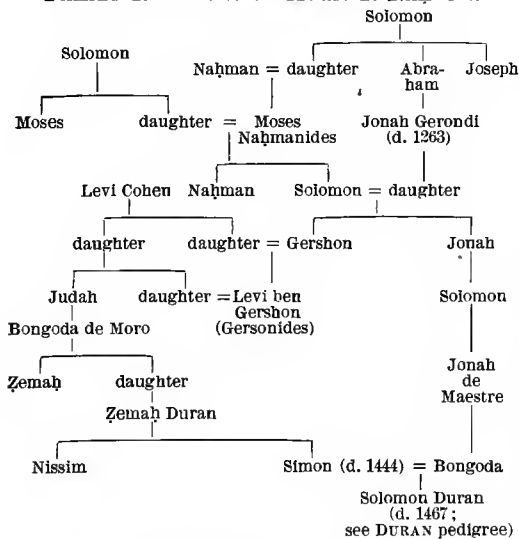 Solomon
Solomon
Naḥman = daughter Abra- Joseph
ham
Moses daughter = Moses Jonah Gerondi
Naḥmanides (d. 1263)
Levi Cohen Naḥman Solomon = daughter
daughter daughter = Gershon Jonah
Judah daughter = Levi ben Solomon
Bongoda de Moro Gershon
(Gersonides)
Jonah
Ẓemaḥ daughter de
Maestre
Ẓemaḥ Duran
Nissim Simon (d. 1444) = Bongoda
Solomon Duran
(d. 1467;
see DURAN pedigree)